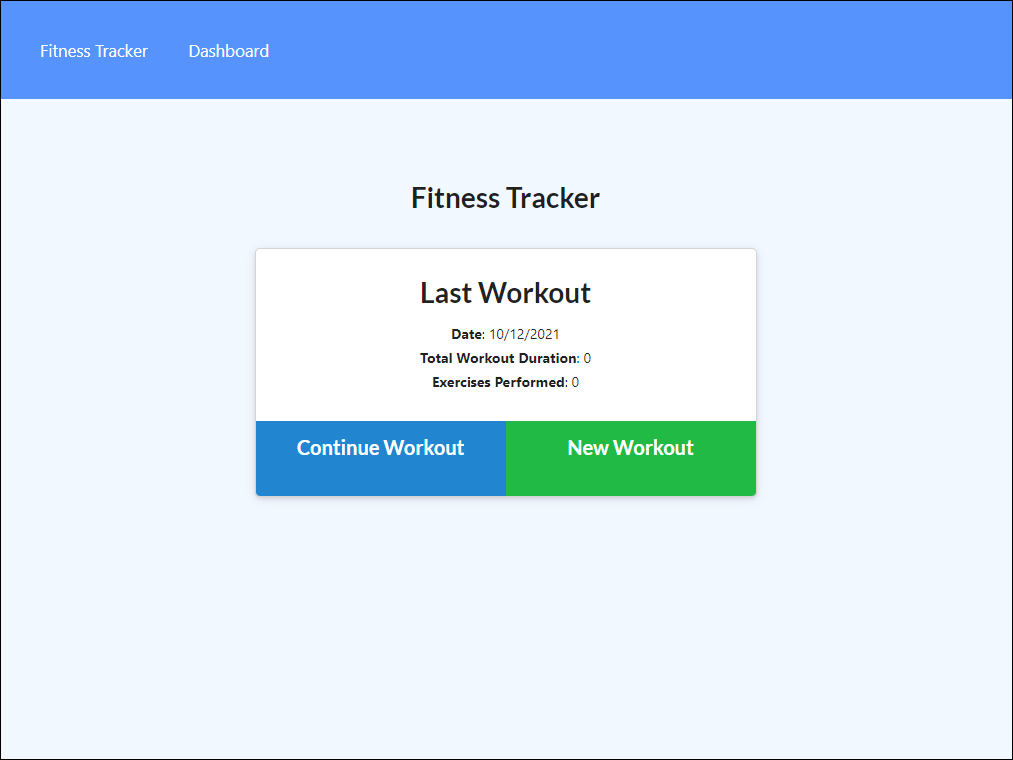 Fitness Tracker Dashboard
Fitness Tracker
Last Workout
Date: 10/12/2021
Total Workout Duration: 0
Exercises Performed: 0
Continue Workout New Workout